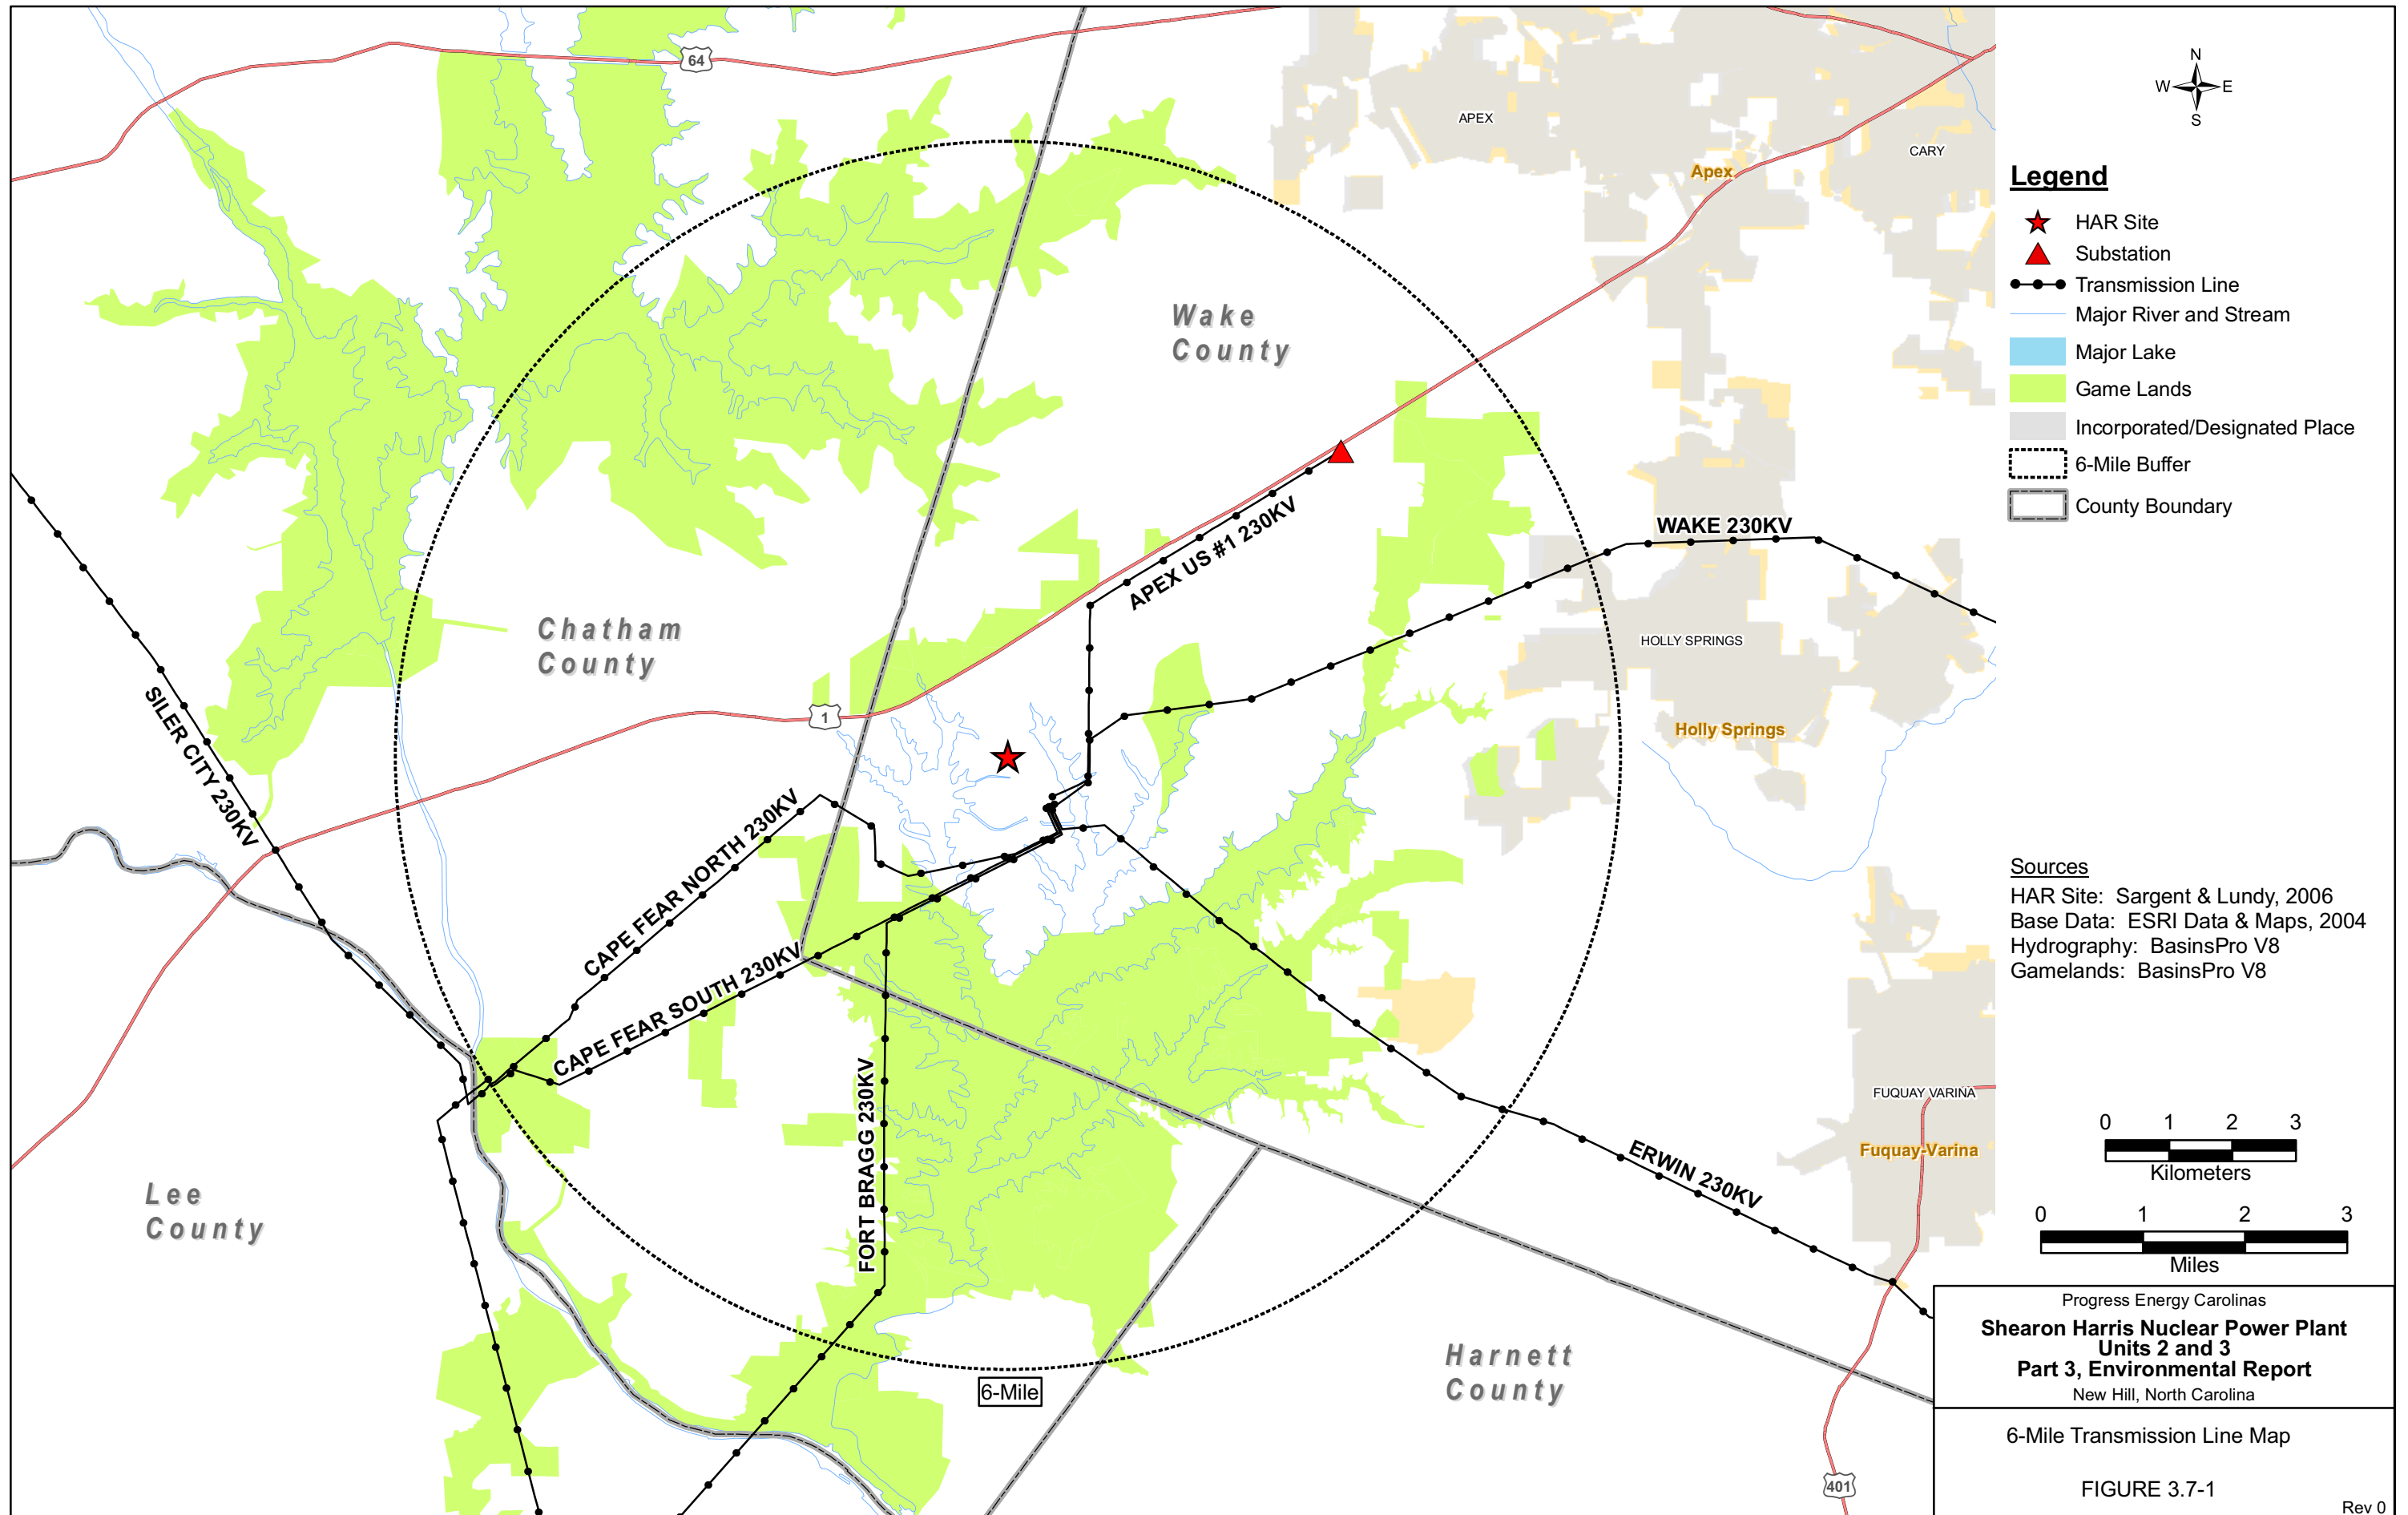 64
APEX
CARY
Apex
Wake
County
Chatham
County
APEX US #1 230KV
WAKE 230KV
HOLLY SPRINGS
Holly Springs
SILER CITY 230KV
1
CAPE FEAR NORTH 230KV
CAPE FEAR SOUTH 230KV
FORT BRAGG 230KV
ERWIN 230KV
FUQUAY VARINA
Fuquay-Varina
Lee
County
Harnett
County
6-Mile
401
N
W E
S
Legend
HAR Site
Substation
Transmission Line
Major River and Stream
Major Lake
Game Lands
Incorporated/Designated Place
6-Mile Buffer
County Boundary
Sources
HAR Site: Sargent & Lundy, 2006
Base Data: ESRI Data & Maps, 2004
Hydrography: BasinsPro V8
Gamelands: BasinsPro V8
0 1 2 3
Kilometers
0 1 2 3
Miles
Progress Energy Carolinas
Shearon Harris Nuclear Power Plant
Units 2 and 3
Part 3, Environmental Report
New Hill, North Carolina
6-Mile Transmission Line Map
FIGURE 3.7-1
Rev 0